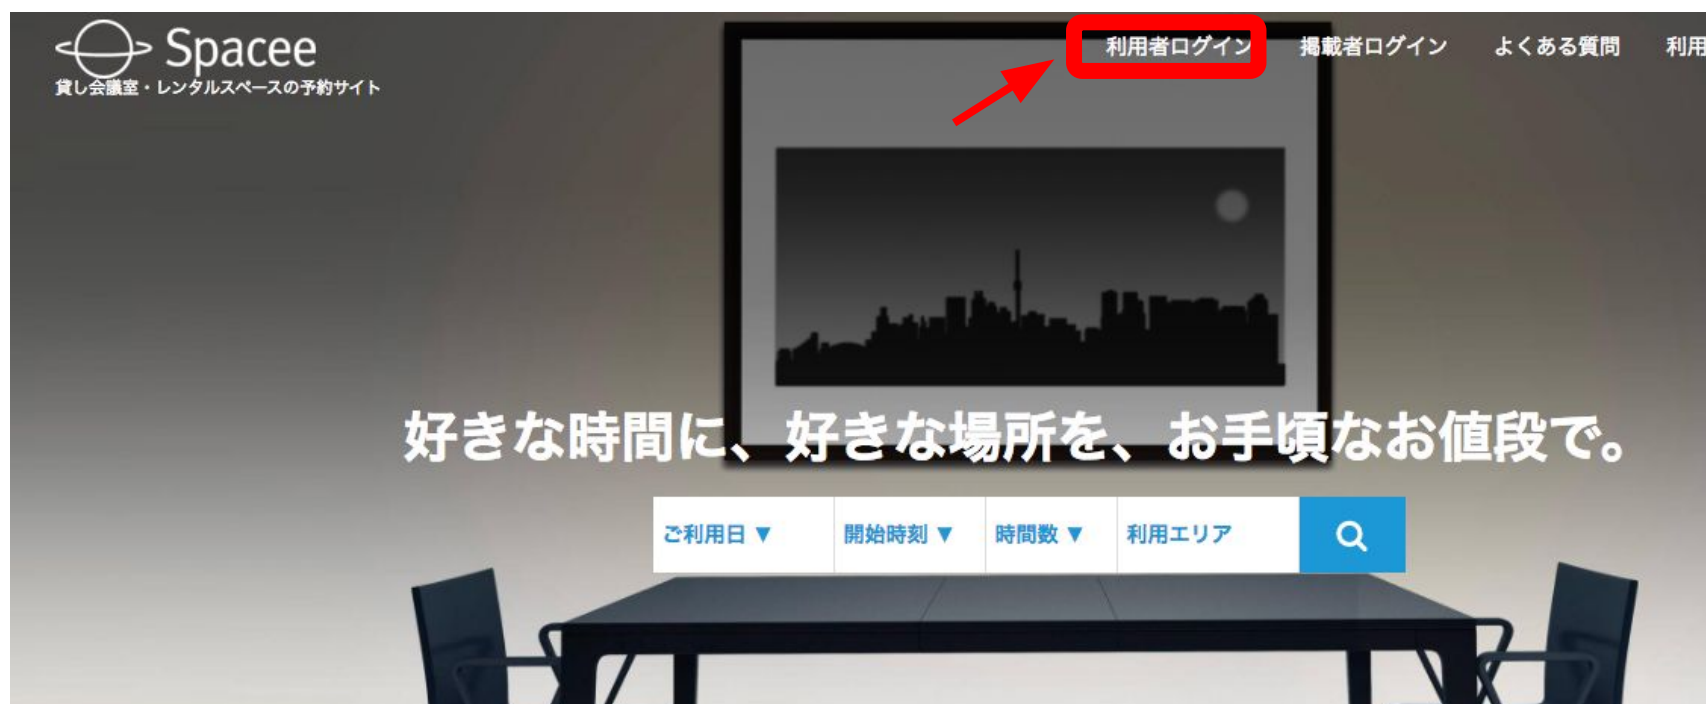 Spacee
貸し会議室・レンタルスペースの予約サイト
利用者ログイン 掲載者ログイン よくある質問 利用
好きな時間に、好きな場所を、お手頃なお値段で。
ご利用日 ▼ 開始時刻 ▼ 時間数 ▼ 利用エリア